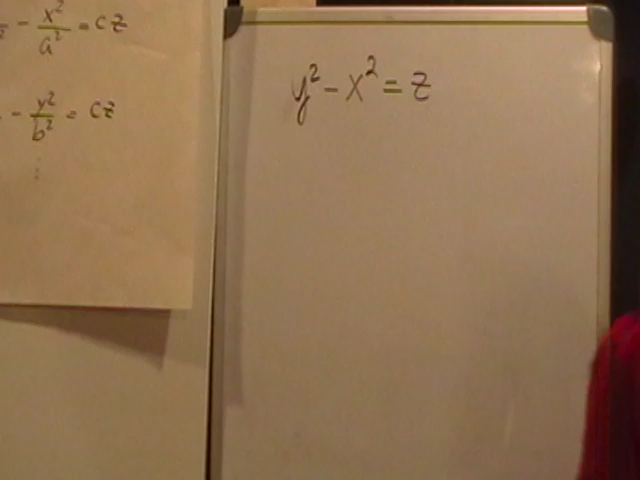 - x²/a² = cz
- y²/b² = cz
⋮
y² - x² = z